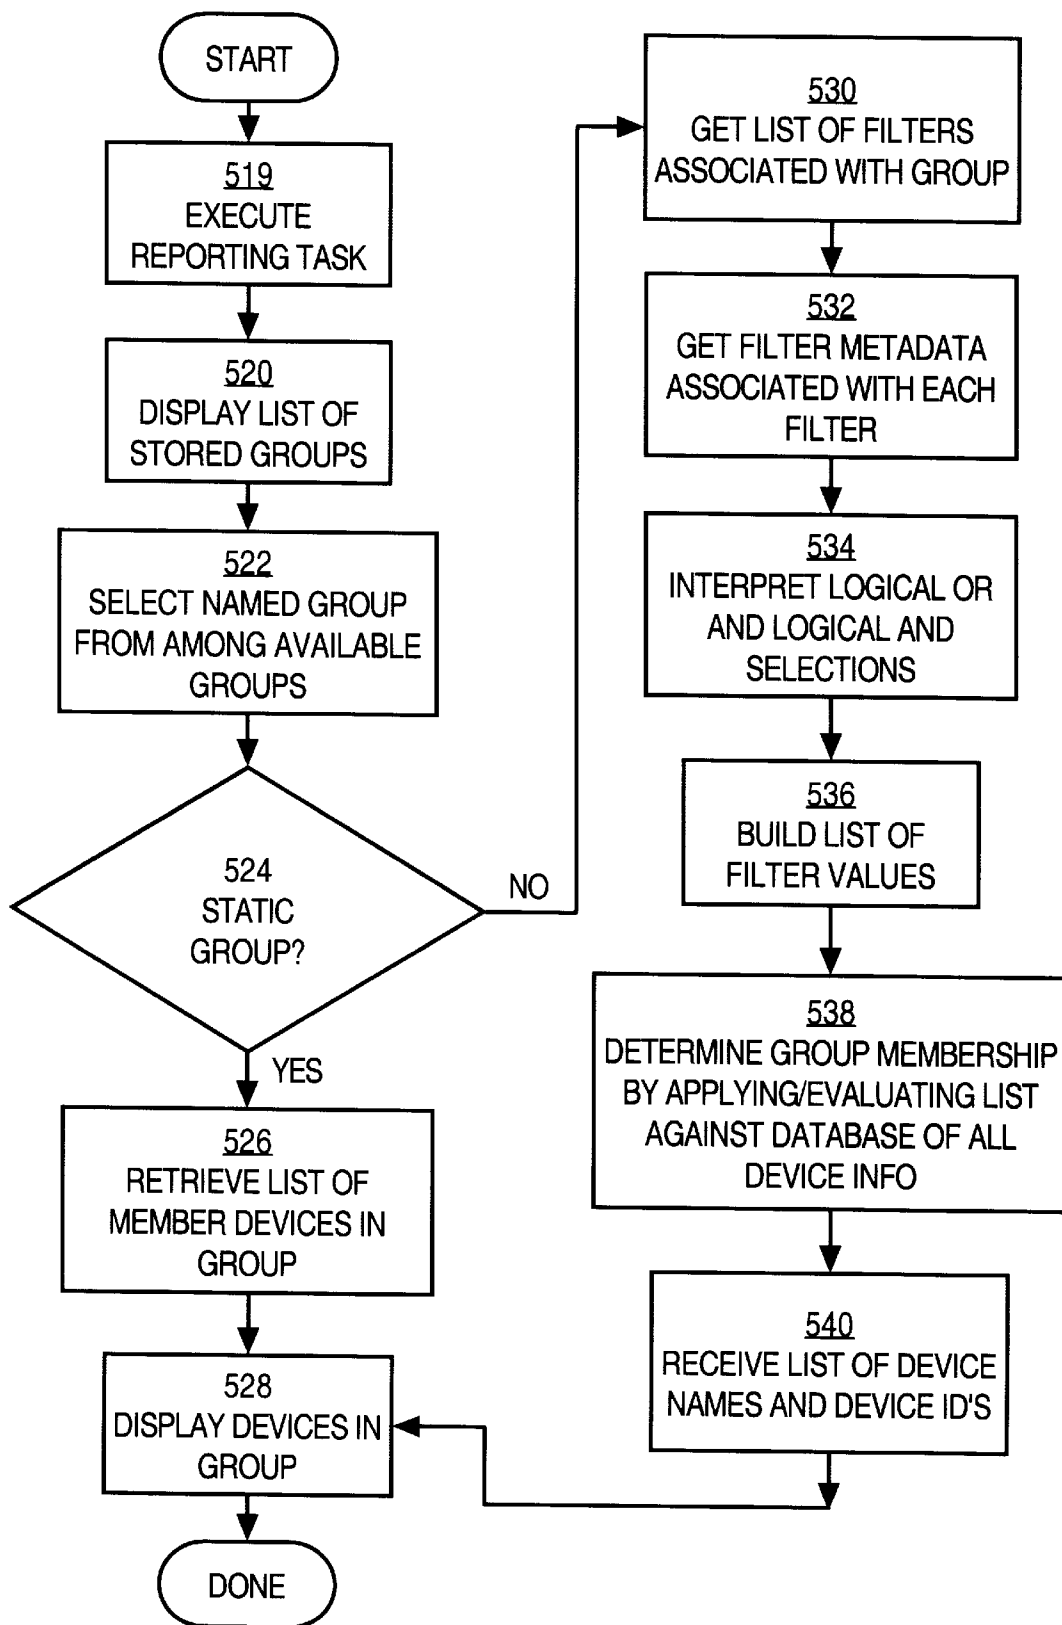 START
519
EXECUTE
REPORTING TASK
520
DISPLAY LIST OF
STORED GROUPS
522
SELECT NAMED GROUP
FROM AMONG AVAILABLE
GROUPS
524
STATIC
GROUP?
NO
YES
526
RETRIEVE LIST OF
MEMBER DEVICES IN
GROUP
528
DISPLAY DEVICES IN
GROUP
DONE
530
GET LIST OF FILTERS
ASSOCIATED WITH GROUP
532
GET FILTER METADATA
ASSOCIATED WITH EACH
FILTER
534
INTERPRET LOGICAL OR
AND LOGICAL AND
SELECTIONS
536
BUILD LIST OF
FILTER VALUES
538
DETERMINE GROUP MEMBERSHIP
BY APPLYING/EVALUATING LIST
AGAINST DATABASE OF ALL
DEVICE INFO
540
RECEIVE LIST OF DEVICE
NAMES AND DEVICE ID'S